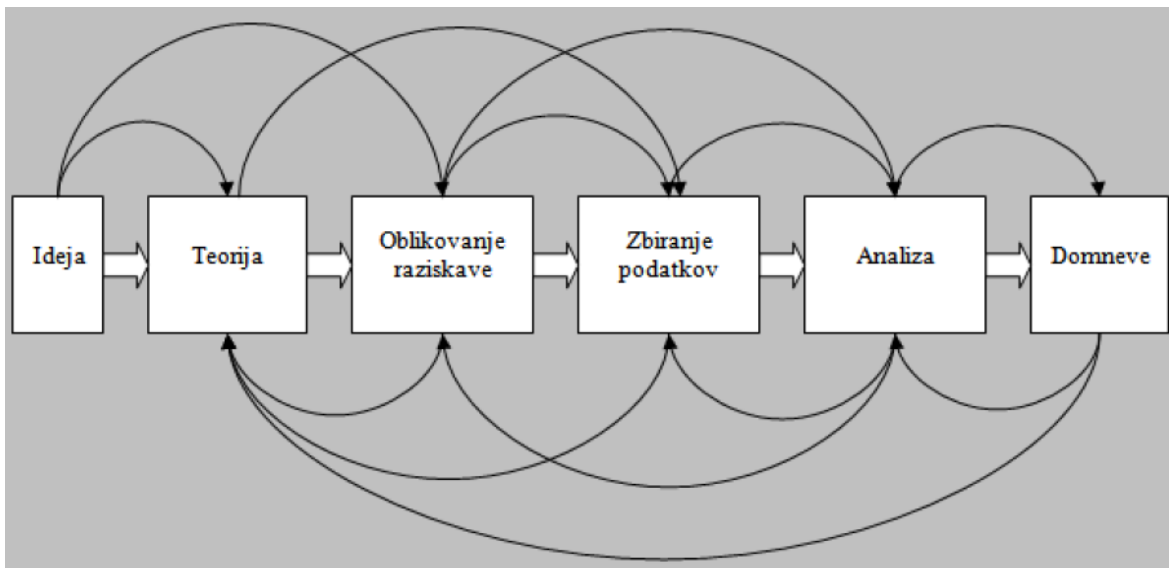 Ideja
Teorija
Oblikovanje
raziskave
Zbiranje
podatkov
Analiza
Domneve